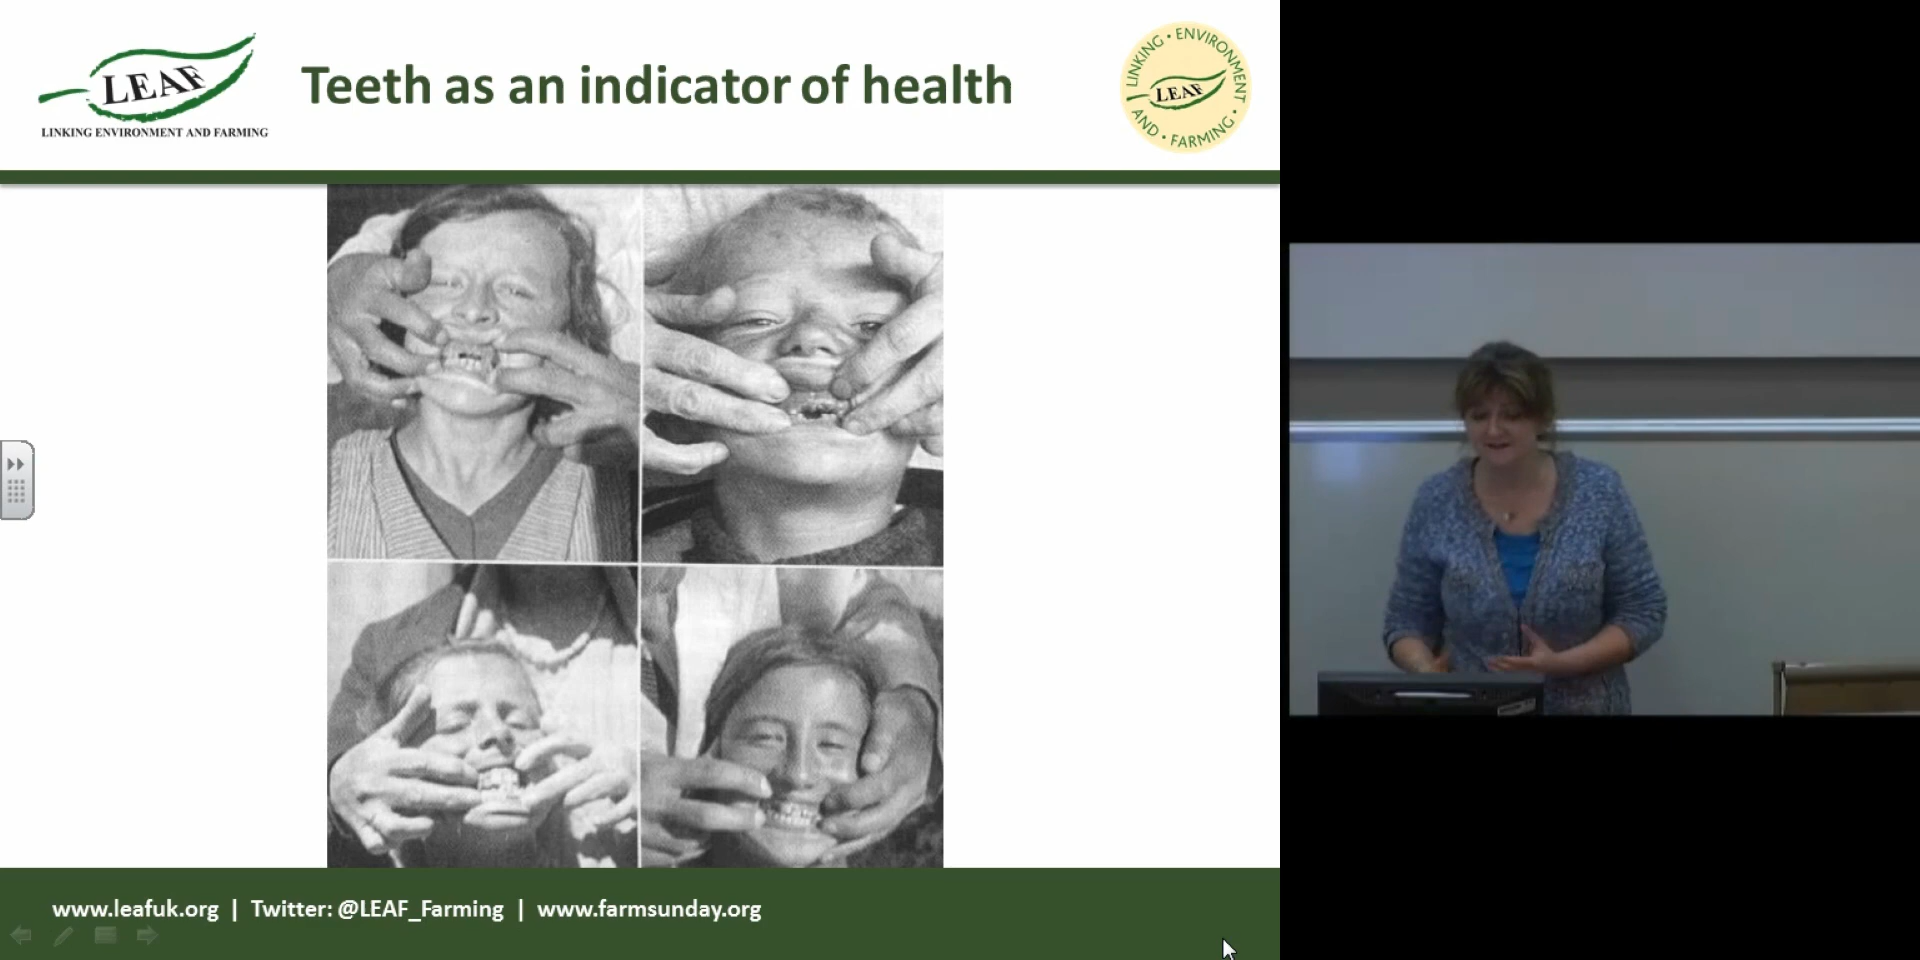 LEAF
LINKING ENVIRONMENT AND FARMING
Teeth as an indicator of health
LINKING • ENVIRONMENT • AND • FARMING •
LEAF
www.leafuk.org | Twitter: @LEAF_Farming | www.farmsunday.org